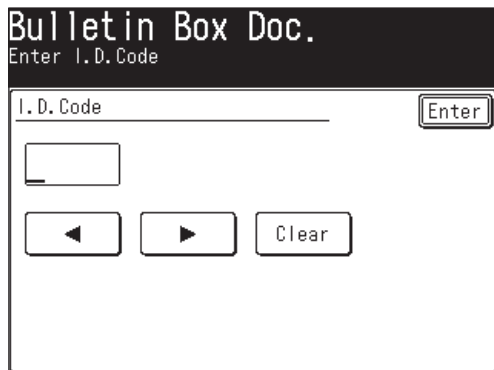 Bulletin Box Doc.
Enter I.D.Code
I.D.Code
Enter
Clear